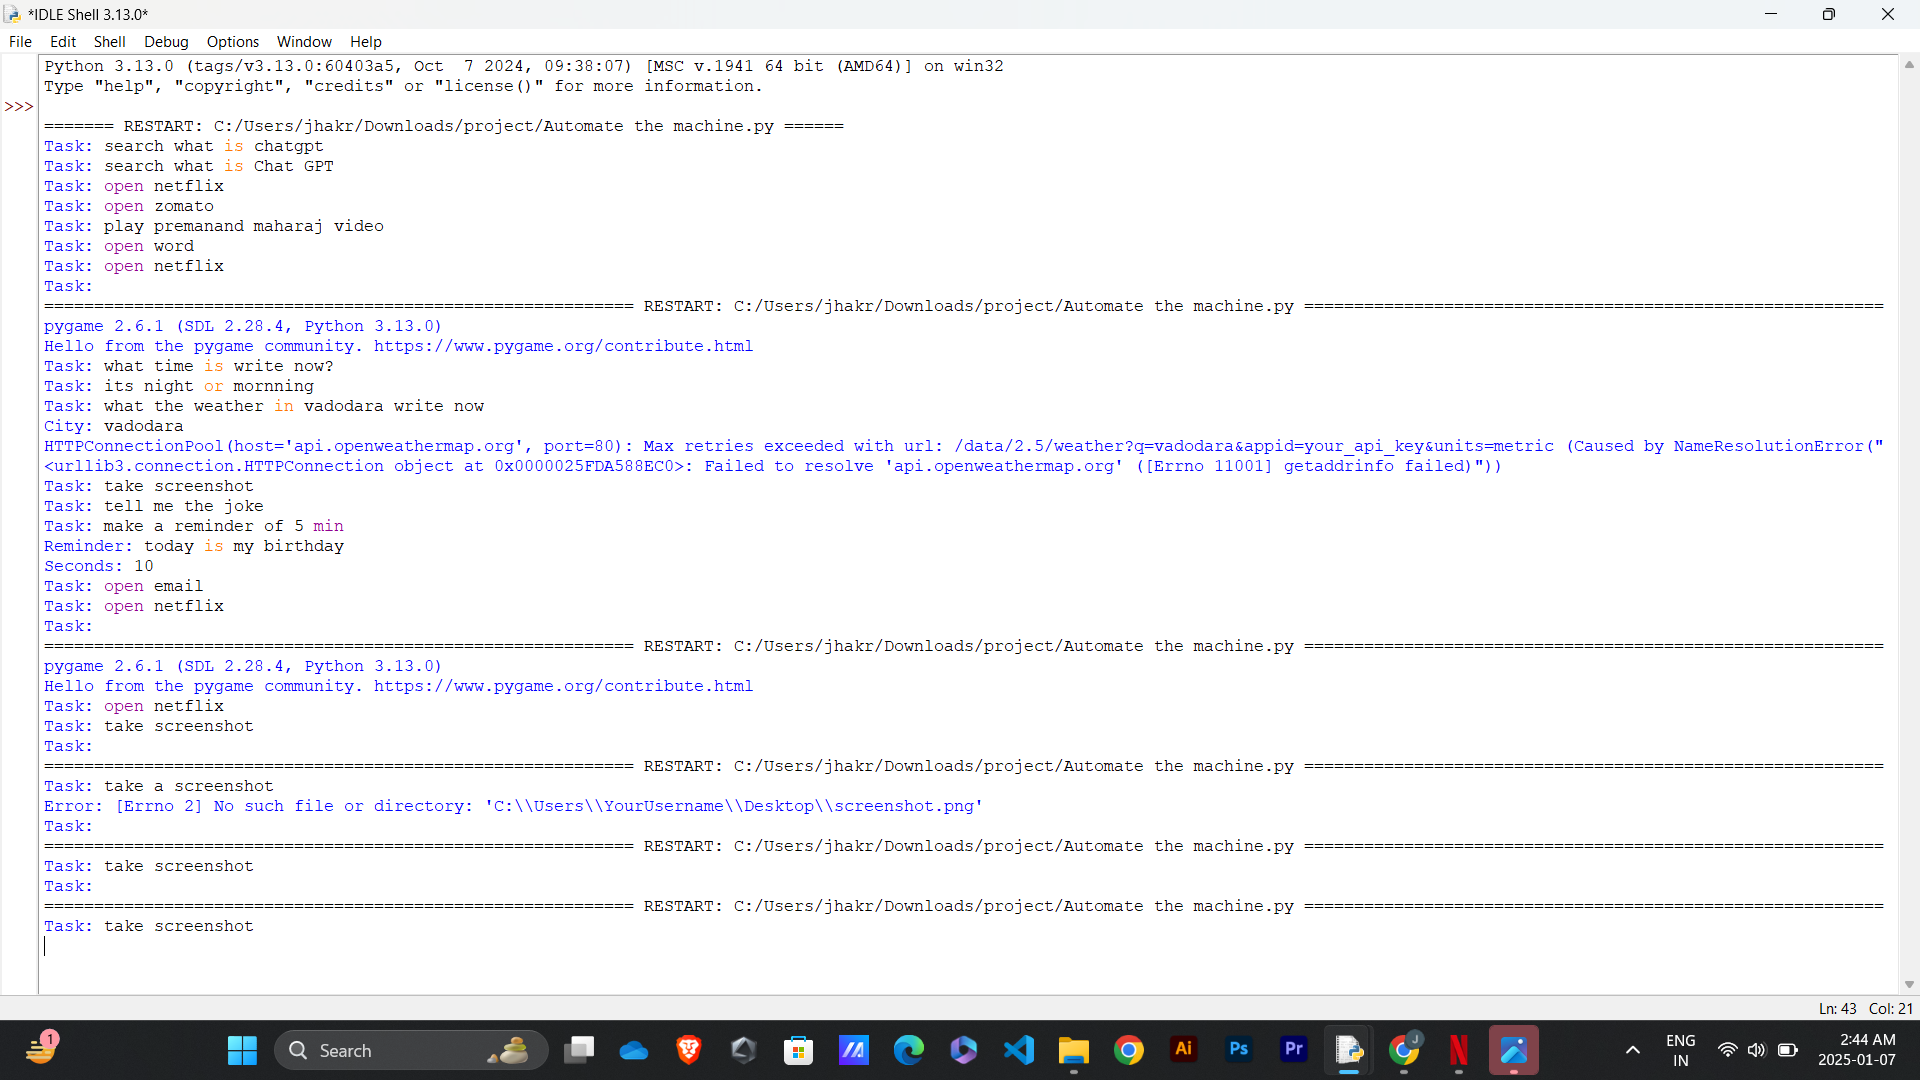 *IDLE Shell 3.13.0*
File Edit Shell Debug Options Window Help
Python 3.13.0 (tags/v3.13.0:60403a5, Oct  7 2024, 09:38:07) [MSC v.1941 64 bit (AMD64)] on win32
Type "help", "copyright", "credits" or "license()" for more information.
>>>
======= RESTART: C:/Users/jhakr/Downloads/project/Automate the machine.py ======
Task: search what is chatgpt
Task: search what is Chat GPT
Task: open netflix
Task: open zomato
Task: play premanand maharaj video
Task: open word
Task: open netflix
Task:
=========================================================== RESTART: C:/Users/jhakr/Downloads/project/Automate the machine.py ==========================================================
pygame 2.6.1 (SDL 2.28.4, Python 3.13.0)
Hello from the pygame community. https://www.pygame.org/contribute.html
Task: what time is write now?
Task: its night or mornning
Task: what the weather in vadodara write now
City: vadodara
HTTPConnectionPool(host='api.openweathermap.org', port=80): Max retries exceeded with url: /data/2.5/weather?q=vadodara&appid=your_api_key&units=metric (Caused by NameResolutionError("
<urllib3.connection.HTTPConnection object at 0x0000025FDA588EC0>: Failed to resolve 'api.openweathermap.org' ([Errno 11001] getaddrinfo failed)"))
Task: take screenshot
Task: tell me the joke
Task: make a reminder of 5 min
Reminder: today is my birthday
Seconds: 10
Task: open email
Task: open netflix
Task:
=========================================================== RESTART: C:/Users/jhakr/Downloads/project/Automate the machine.py ==========================================================
pygame 2.6.1 (SDL 2.28.4, Python 3.13.0)
Hello from the pygame community. https://www.pygame.org/contribute.html
Task: open netflix
Task: take screenshot
Task:
=========================================================== RESTART: C:/Users/jhakr/Downloads/project/Automate the machine.py ==========================================================
Task: take a screenshot
Error: [Errno 2] No such file or directory: 'C:\\Users\\YourUsername\\Desktop\\screenshot.png'
Task:
=========================================================== RESTART: C:/Users/jhakr/Downloads/project/Automate the machine.py ==========================================================
Task: take screenshot
Task:
=========================================================== RESTART: C:/Users/jhakr/Downloads/project/Automate the machine.py ==========================================================
Task: take screenshot
Ln: 43 Col: 21
1
Search
Ai
Ps
Pr
J
N
ENG
IN
2:44 AM
2025-01-07